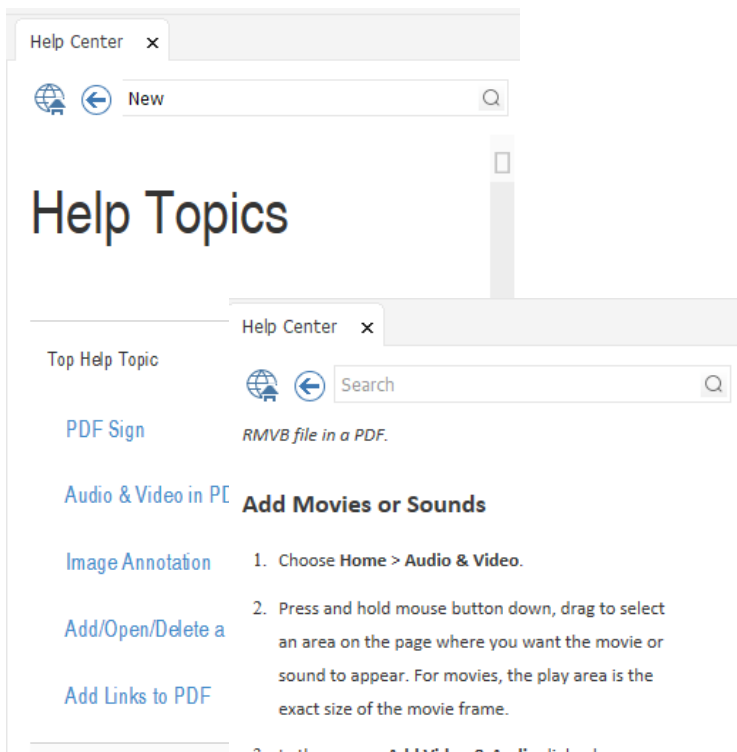 Help Center
New
Help Topics
Top Help Topic
PDF Sign
Audio & Video in
Image Annotation
Add/Open/Delete a
Add Links to PDF
Help Center
Search
RMVB file in a PDF.
Add Movies or Sounds
1. Choose Home > Audio & Video.
2. Press and hold mouse button down, drag to select
an area on the page where you want the movie or
sound to appear. For movies, the play area is the
exact size of the movie frame.